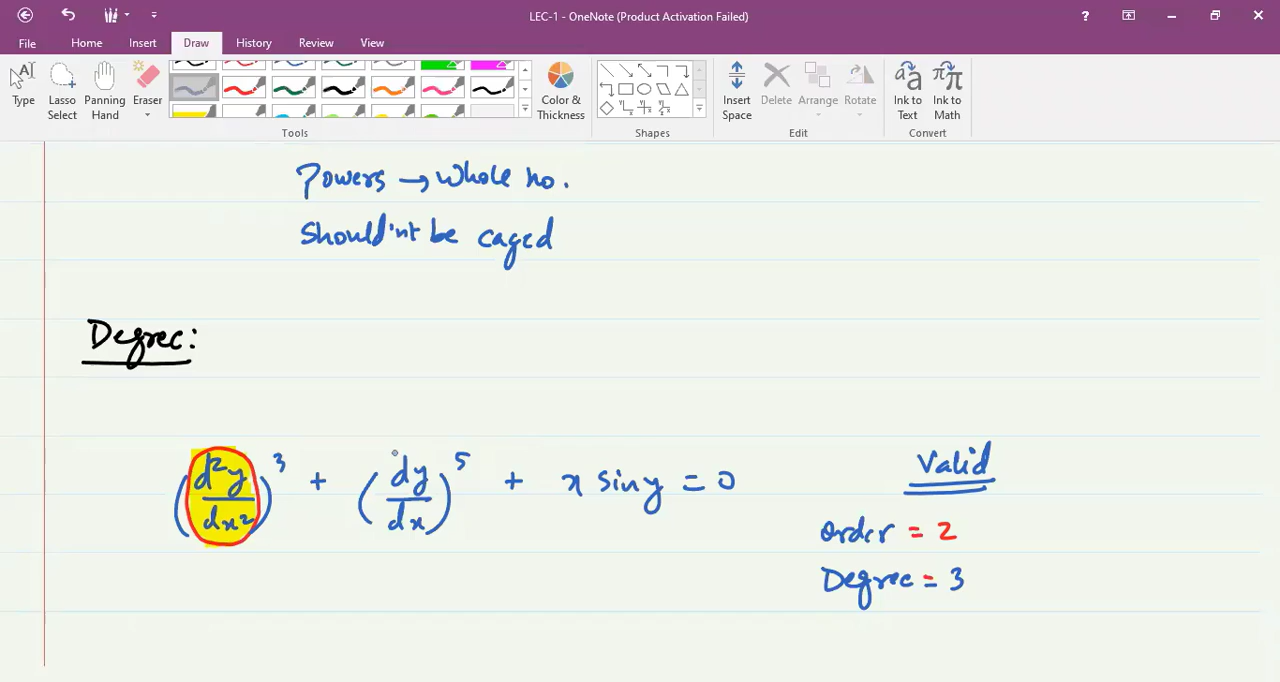 LEC-1 - OneNote (Product Activation Failed)
?
File Home Insert Draw History Review View
Type
Lasso Select
Panning Hand
Eraser
Color & Thickness
Insert Space
Delete
Arrange
Rotate
Ink to Text
Ink to Math
Tools Shapes Edit Convert
Powers → Whole no.
Should'nt be caged
Degree:
(d²y/dx²)³ + (dy/dx)⁵ + x siny = 0
Valid
Order = 2
Degree = 3